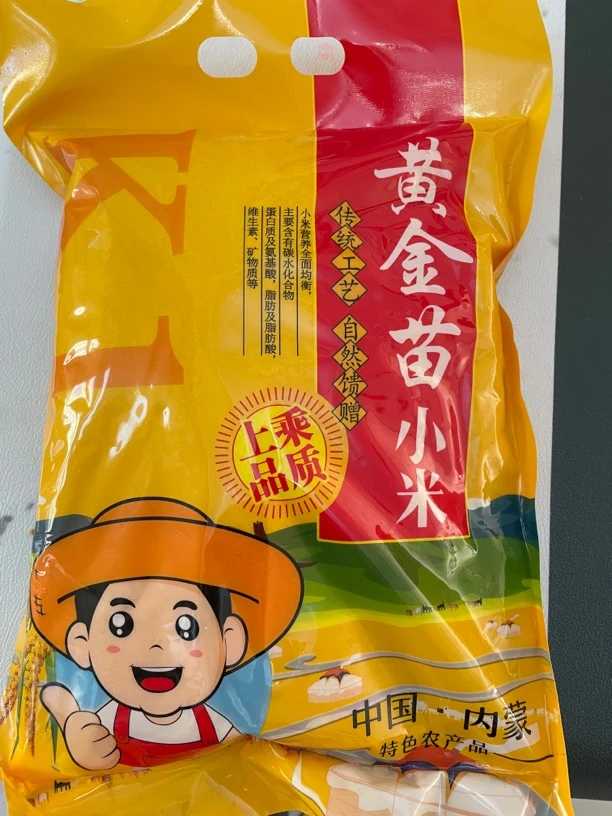 K1
黄金苗小米
传统工艺 自然馈赠
小米营养全面均衡，
主要含有碳水化合物
蛋白质及氨基酸，脂肪及脂肪酸，
维生素、矿物质等
上乘
品质
中国·内蒙
特色农产品